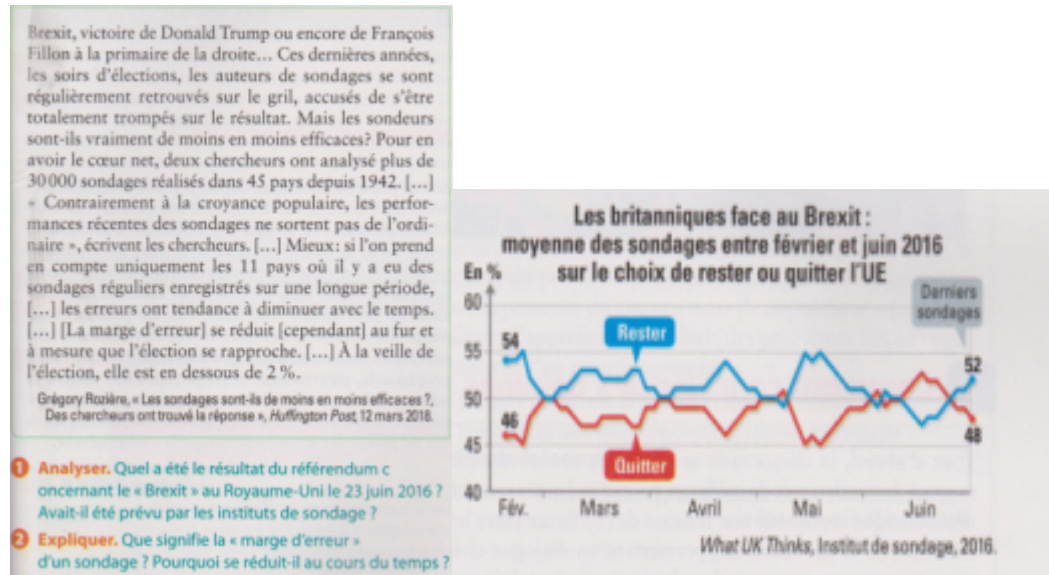 Brexit, victoire de Donald Trump ou encore de François
Fillon à la primaire de la droite... Ces dernières années,
les soirs d'élections, les auteurs de sondages se sont
régulièrement retrouvés sur le gril, accusés de s'être
totalement trompés sur le résultat. Mais les sondeurs
sont-ils vraiment de moins en moins efficaces? Pour en
avoir le cœur net, deux chercheurs ont analysé plus de
30000 sondages réalisés dans 45 pays depuis 1942. [...]
« Contrairement à la croyance populaire, les perfor-
mances récentes des sondages ne sortent pas de l'ordi-
naire », écrivent les chercheurs. [...] Mieux : si l'on prend
en compte uniquement les 11 pays où il y a eu des
sondages réguliers enregistrés sur une longue période,
[...] les erreurs ont tendance à diminuer avec le temps.
[...] [La marge d'erreur] se réduit [cependant] au fur et
à mesure que l'élection se rapproche. [...] À la veille de
l'élection, elle est en dessous de 2 %.
Grégory Rozière, « Les sondages sont-ils de moins en moins efficaces ?,
Des chercheurs ont trouvé la réponse », Huffington Post, 12 mars 2018.
1 Analyser. Quel a été le résultat du référendum c
oncernant le « Brexit » au Royaume-Uni le 23 juin 2016 ?
Avait-il été prévu par les instituts de sondage ?
2 Expliquer. Que signifie la « marge d'erreur »
d'un sondage ? Pourquoi se réduit-il au cours du temps ?
Les britanniques face au Brexit :
moyenne des sondages entre février et juin 2016
sur le choix de rester ou quitter l'UE
En %
Derniers
sondages
60
55
50
45
40
54
46
Rester
Quitter
52
48
Fév. Mars Avril Mai Juin
What UK Thinks, Institut de sondage, 2016.